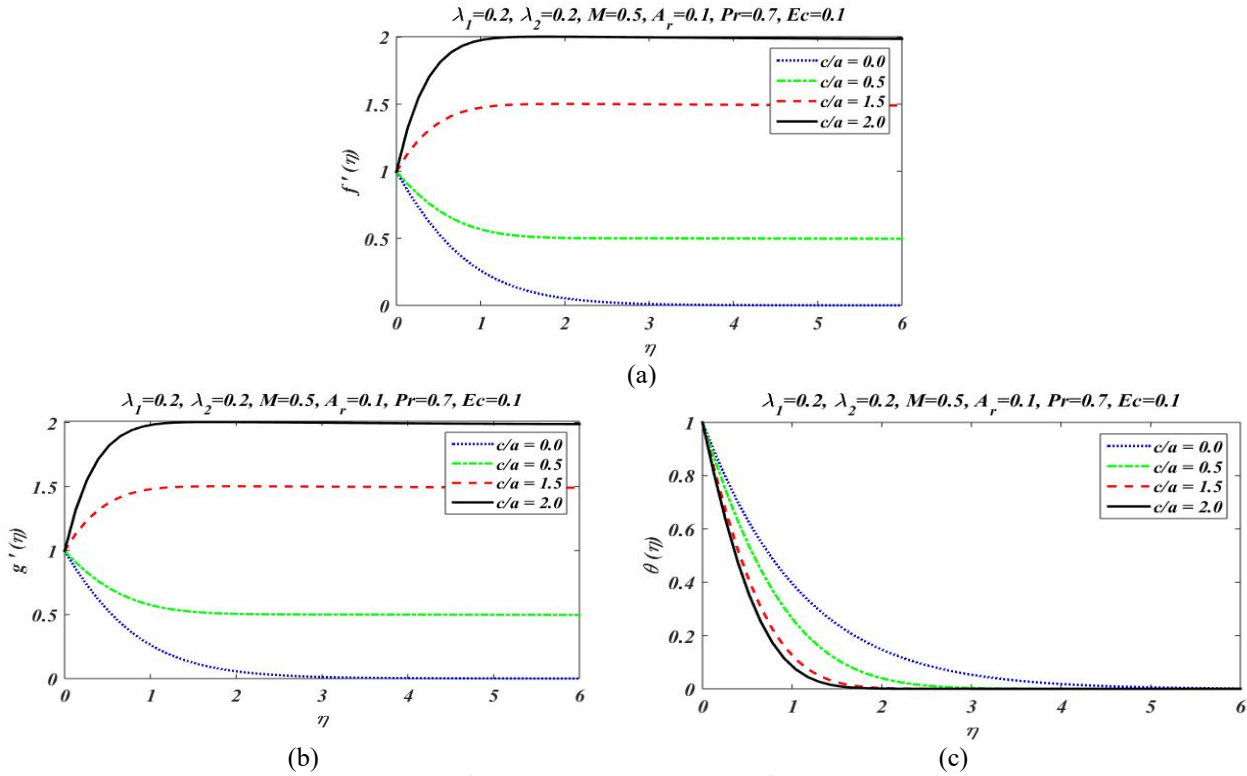 λ₁=0.2, λ₂=0.2, M=0.5, Aᵣ=0.1, Pr=0.7, Ec=0.1
2
1.5
1
0.5
0
f ' (η)
c/a = 0.0
c/a = 0.5
c/a = 1.5
c/a = 2.0
0 1 2 3 4 5 6
η
(a)
λ₁=0.2, λ₂=0.2, M=0.5, Aᵣ=0.1, Pr=0.7, Ec=0.1
2
1.5
1
0.5
0
g ' (η)
c/a = 0.0
c/a = 0.5
c/a = 1.5
c/a = 2.0
0 1 2 3 4 5 6
η
(b)
λ₁=0.2, λ₂=0.2, M=0.5, Aᵣ=0.1, Pr=0.7, Ec=0.1
1
0.8
0.6
0.4
0.2
0
θ (η)
c/a = 0.0
c/a = 0.5
c/a = 1.5
c/a = 2.0
0 1 2 3 4 5 6
η
(c)